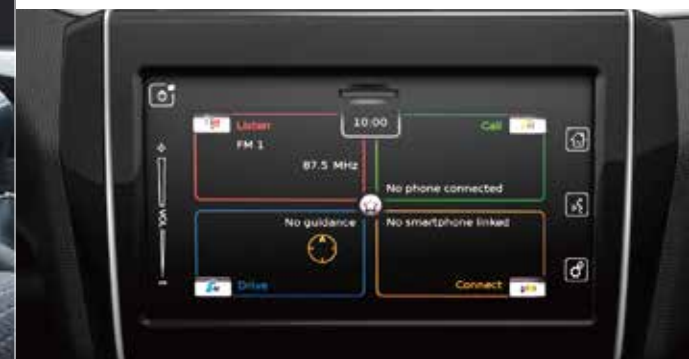 10:00
Listen
FM 1
87.5 MHz
Call
No phone connected
VOL
No guidance
Drive
No smartphone linked
Connect